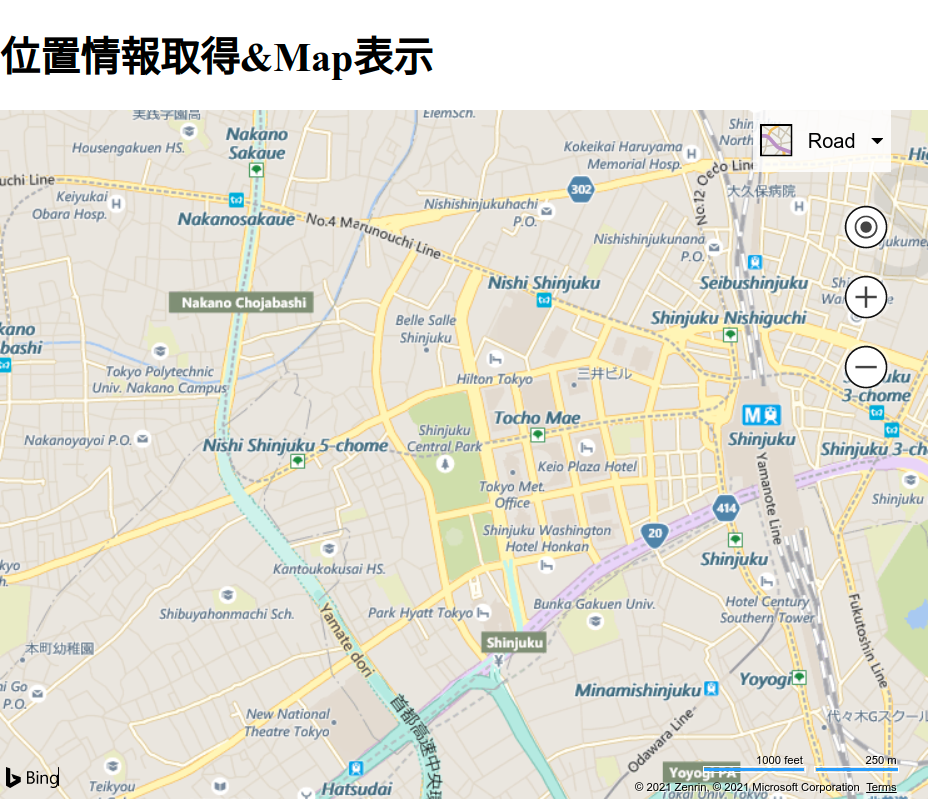 位置情報取得&Map表示
実践学園高
Housengakuen HS.
Nakano
Sakaue
ElemSch.
Kokeikai Haruyama
Memorial Hosp.
Road
uchi Line
Keiyukai
Obara Hosp.
Nakanosakaue
No.4 Marunouchi Line
Nishishinjukuhachi
P.O.
302
No.12 Oedo Line
大久保病院
Nishishinjukunana
P.O.
Seibushinjuku
Nishi Shinjuku
Nakano Chojabashi
Belle Salle
Shinjuku
Shinjuku Nishiguchi
Tokyo Polytechnic
Univ. Nakano Campus
Hilton Tokyo
三井ビル
3-chome
Nakanoyayoi P.O.
Nishi Shinjuku 5-chome
Shinjuku
Central Park
Tocho Mae
M
Shinjuku
Keio Plaza Hotel
Tokyo Met.
Office
Yamanote Line
Shinjuku 3-ch
Shinjuku
414
20
Shinjuku Washington
Hotel Honkan
Shinjuku
Kantoukokusai HS.
Shibuyahonmachi Sch.
Park Hyatt Tokyo
Bunka Gakuen Univ.
Hotel Century
Southern Tower
Yamate dori
Shinjuku
Fukutoshin Line
本町幼稚園
P.O.
Minamishinjuku
Yoyogi
New National
Theatre Tokyo
首都高速中央環
Odawara Line
代々木Gスクール
Bing
Teikyou
Hatsudai
Yoyogi PA
1000 feet
250 m
© 2021 Zenrin, © 2021 Microsoft Corporation
Terms